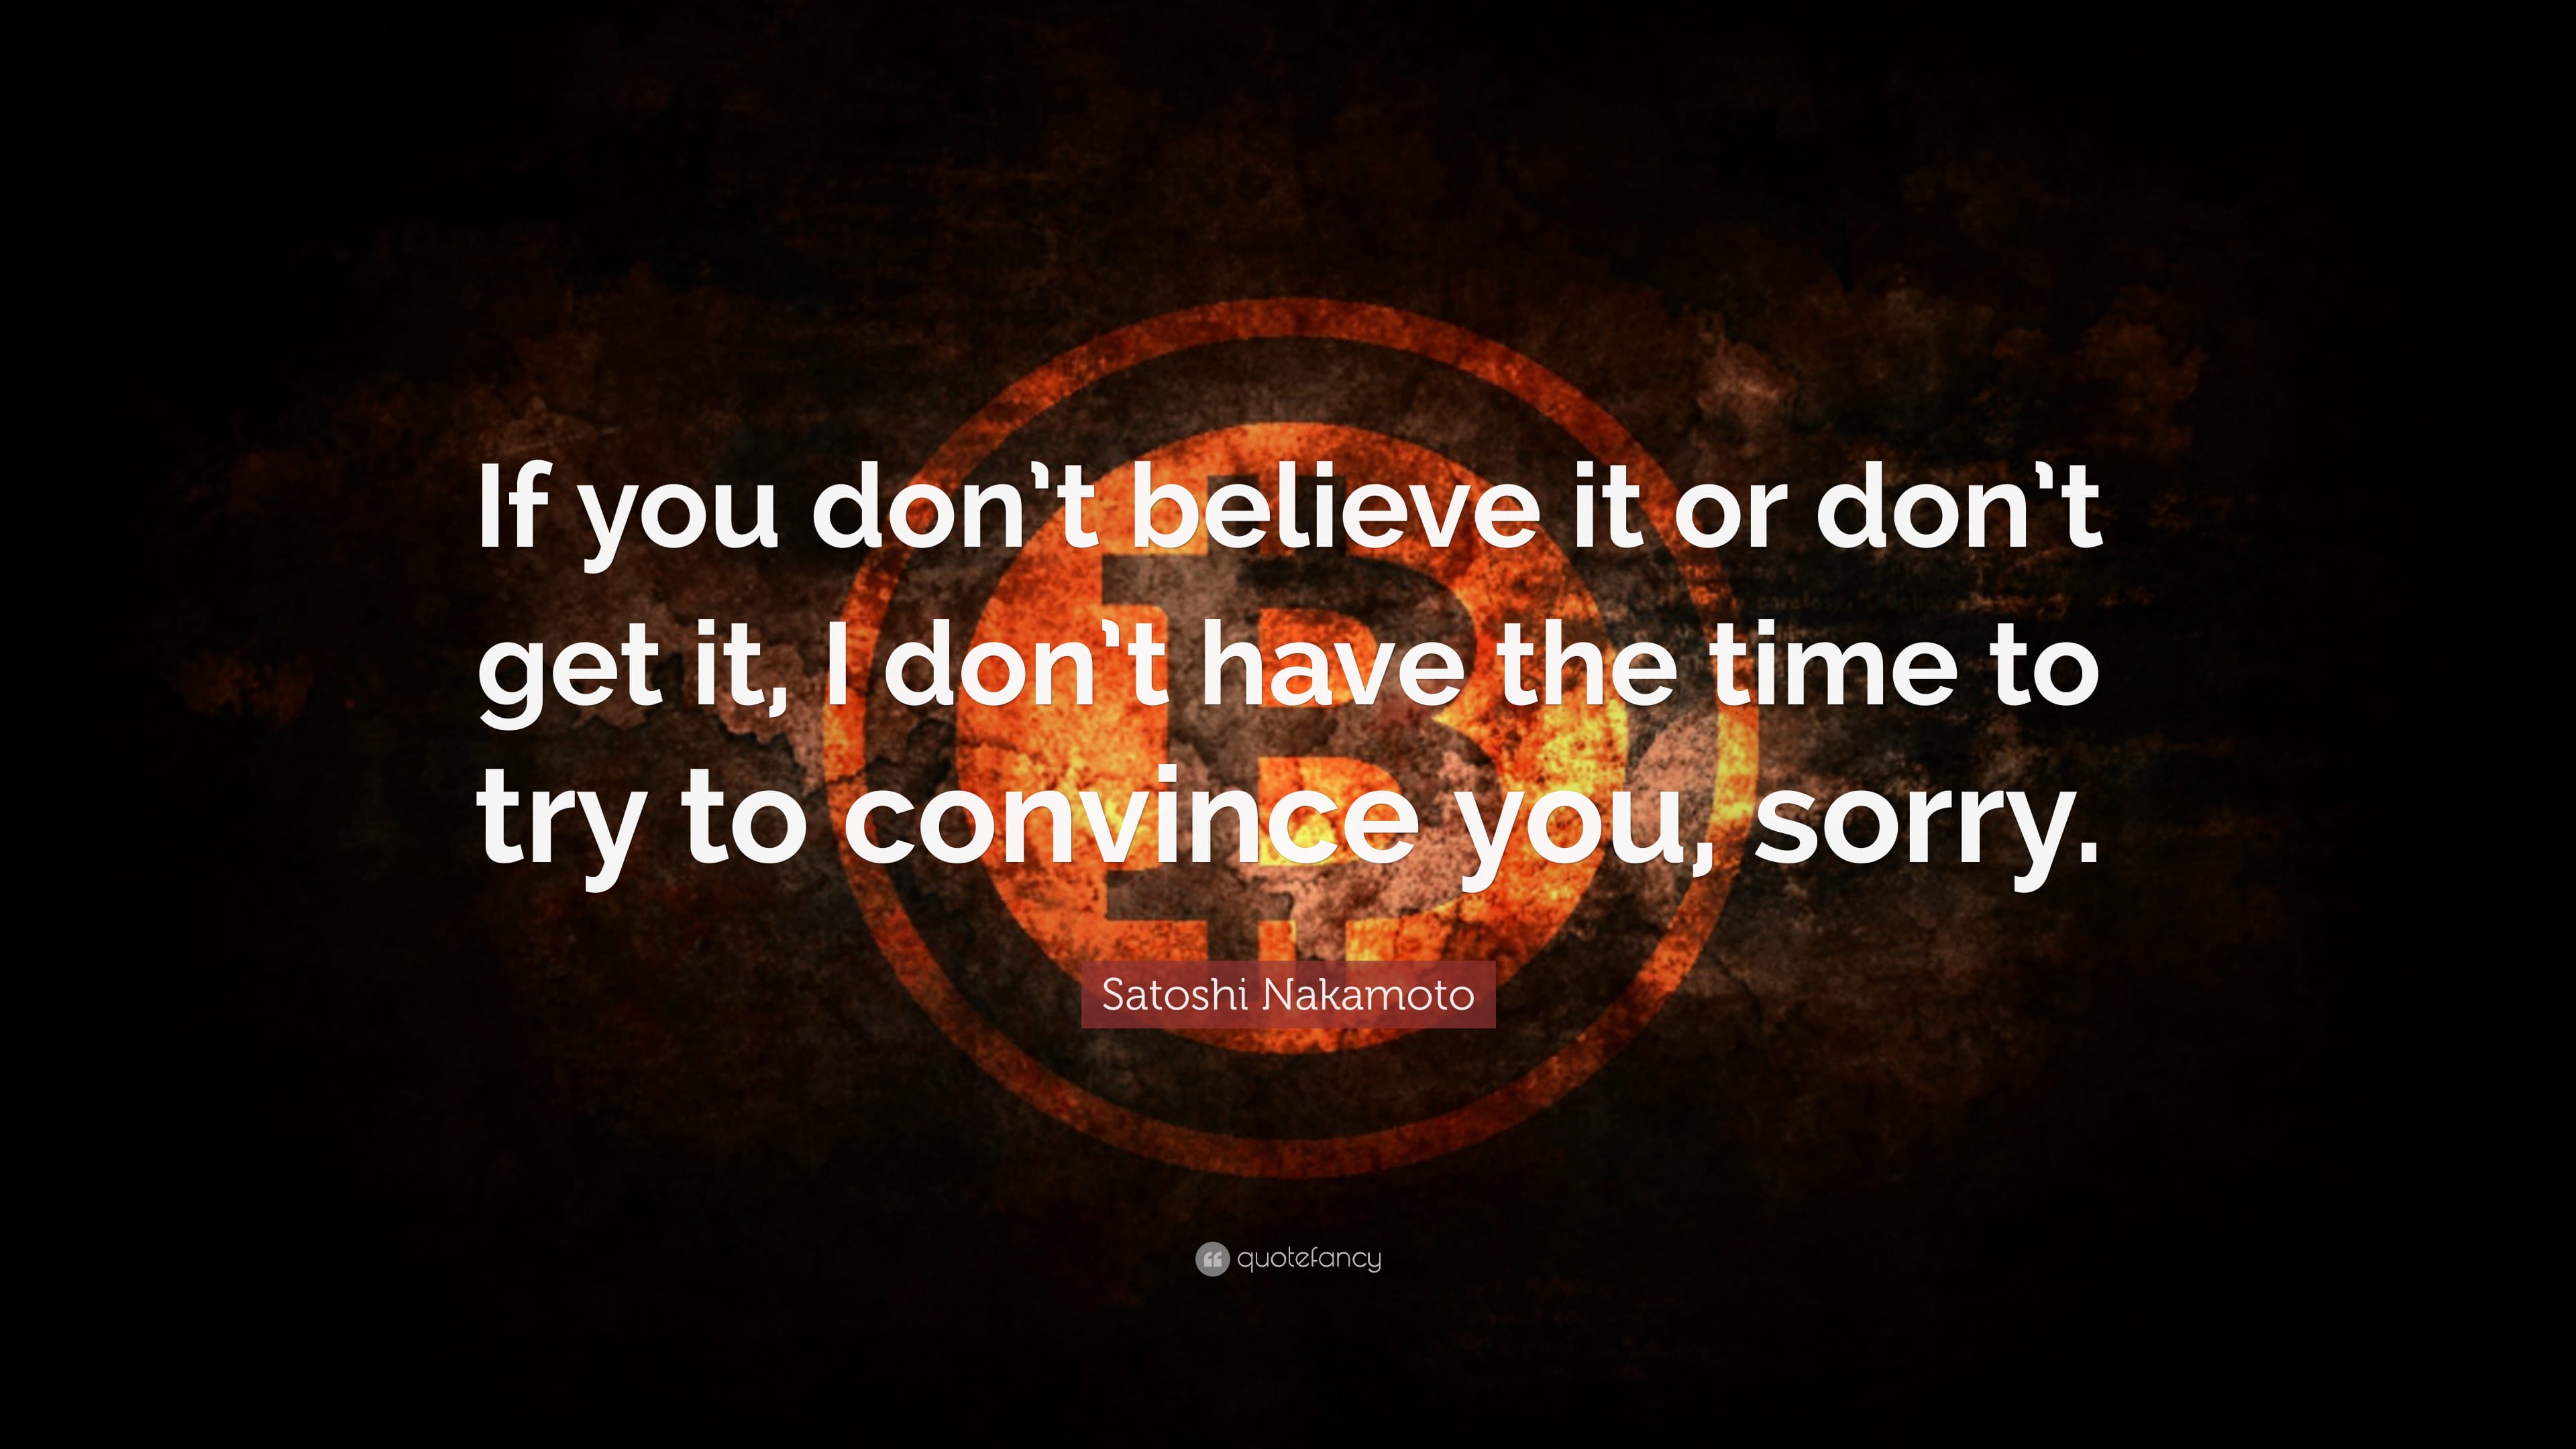 If you don’t believe it or don’t
get it, I don’t have the time to
try to convince you, sorry.
Satoshi Nakamoto
quotefancy